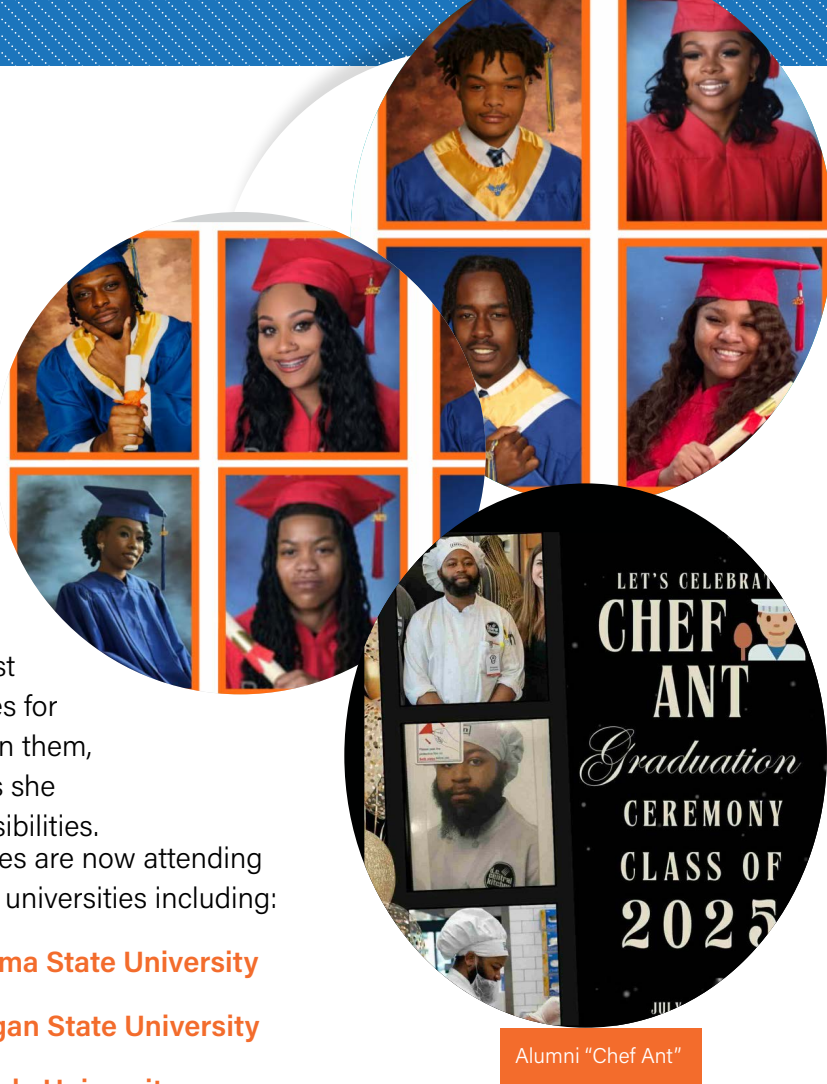 LET'S CELEBRAT
CHEF
ANT
Graduation
CEREMONY
CLASS OF
2025
JULY
st
es for
n them,
s she
sibilities.
es are now attending
universities including:
ma State University
gan State University
Alumni "Chef Ant"